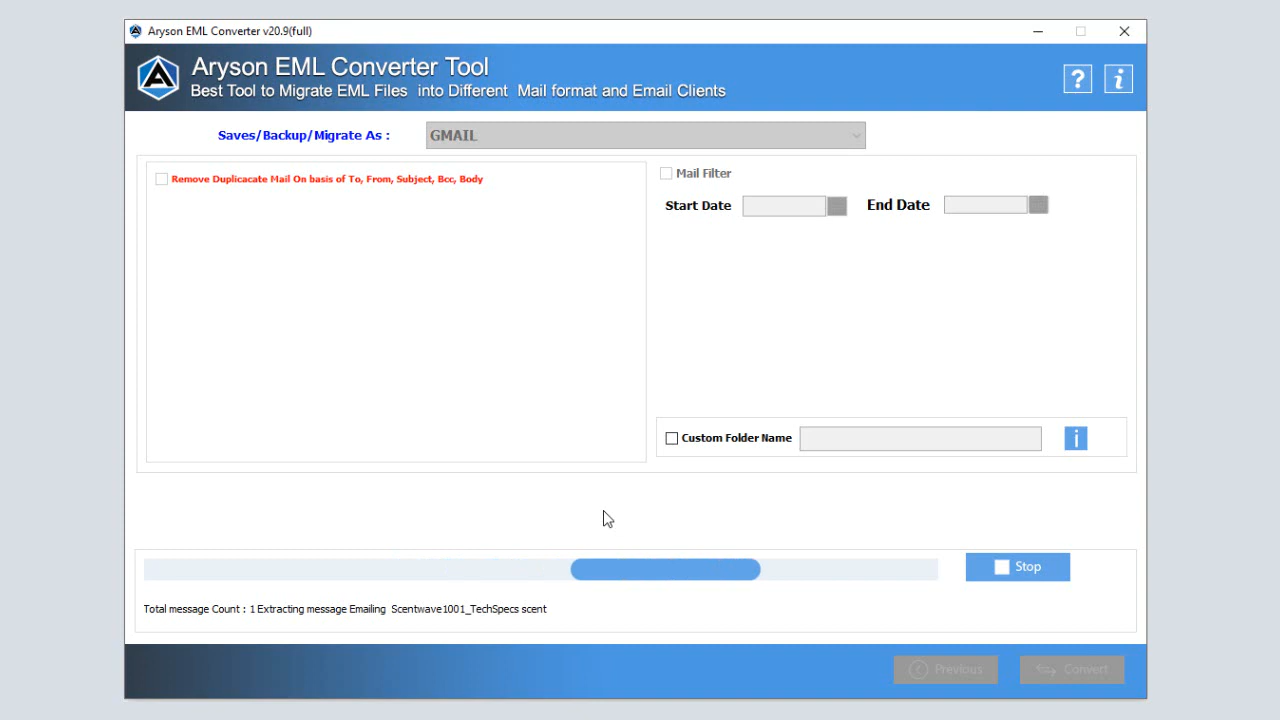 Aryson EML Converter v20.9(full)
Aryson EML Converter Tool
Best Tool to Migrate EML Files into Different Mail format and Email Clients
? i
Saves/Backup/Migrate As : GMAIL
Remove Duplicacate Mail On basis of To, From, Subject, Bcc, Body
Mail Filter
Start Date End Date
Custom Folder Name i
Stop
Total message Count : 1 Extracting message Emailing Scentwave1001_TechSpecs scent
Previous Convert